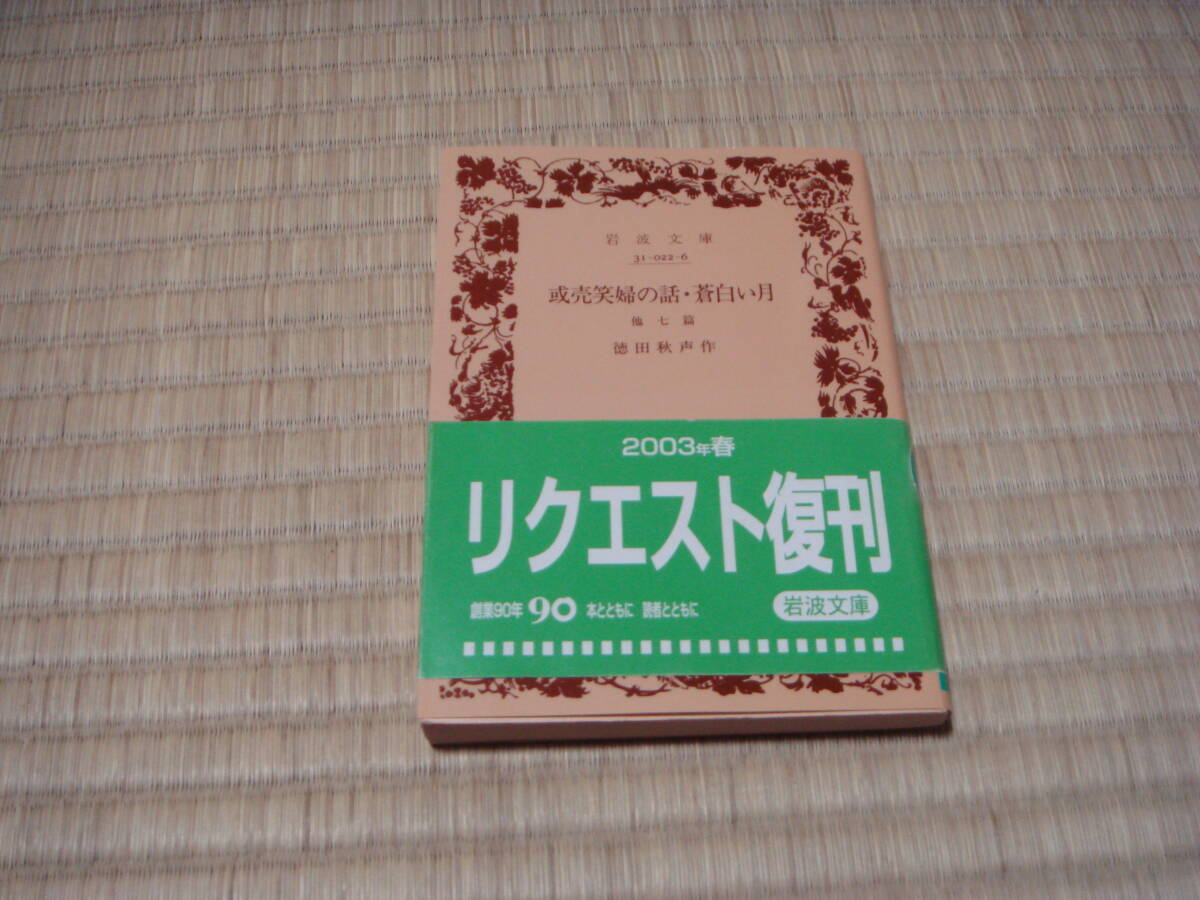 岩波文庫
31-022-6
或売笑婦の話・蒼白い月
他七篇
徳田秋声作
2003年春
リクエスト復刊
創業90年 90 本とともに 読者とともに
岩波文庫